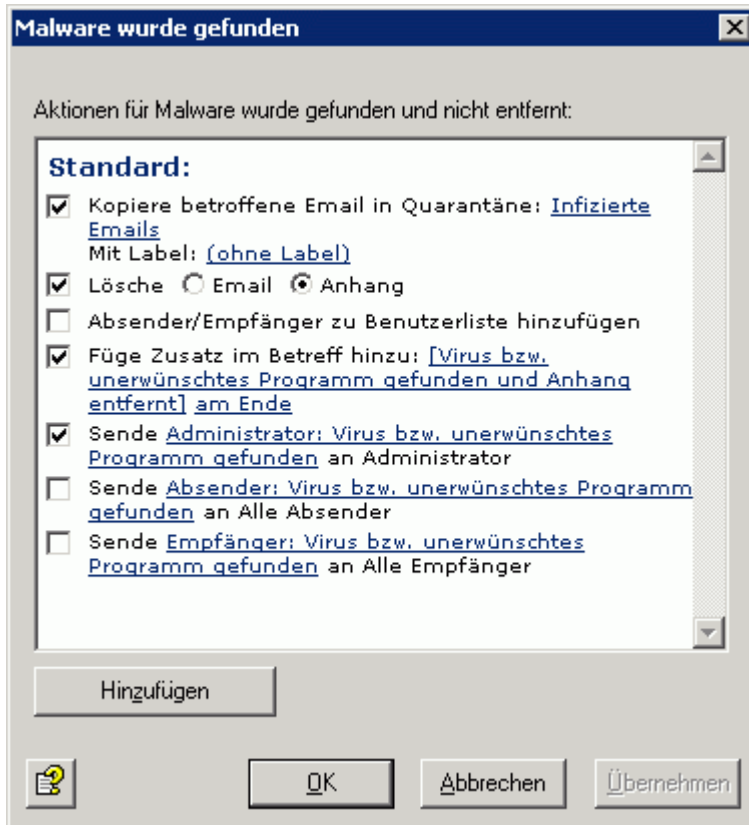 Malware wurde gefunden
Aktionen für Malware wurde gefunden und nicht entfernt:
Standard:
Kopiere betroffene Email in Quarantäne: Infizierte
Emails
Mit Label: (ohne Label)
Lösche Email Anhang
Absender/Empfänger zu Benutzerliste hinzufügen
Füge Zusatz im Betreff hinzu: [Virus bzw.
unerwünschtes Programm gefunden und Anhang
entfernt] am Ende
Sende Administrator: Virus bzw. unerwünschtes
Programm gefunden an Administrator
Sende Absender: Virus bzw. unerwünschtes Programm
gefunden an Alle Absender
Sende Empfänger: Virus bzw. unerwünschtes
Programm gefunden an Alle Empfänger
Hinzufügen
OK Abbrechen Übernehmen